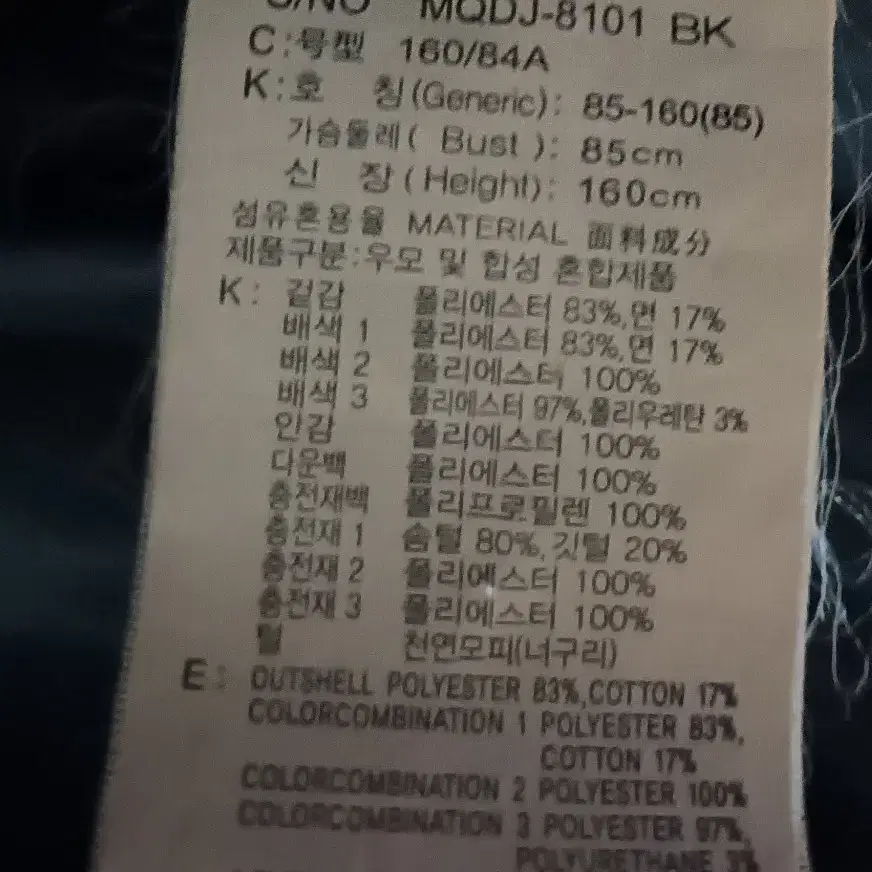 S/NO MQDJ-8101 BK
C:号型 160/84A
K:호 칭(Generic): 85-160(85)
가슴둘레( Bust ): 85cm
신 장(Height): 160cm
섬유혼용율 MATERIAL 面料成分
제품구분:우모 및 합성 혼합제품
K: 겉감 폴리에스터 83%,면 17%
배색 1 폴리에스터 83%,면 17%
배색 2 폴리에스터 100%
배색 3 폴리에스터 97%,폴리우레탄 3%
안감 폴리에스터 100%
다운백 폴리에스터 100%
충전재백 폴리프로필렌 100%
충전재 1 솜털 80%,깃털 20%
충전재 2 폴리에스터 100%
충전재 3 폴리에스터 100%
털 천연모피(너구리)
E: OUTSHELL POLYESTER 83%,COTTON 17%
COLORCOMBINATION 1 POLYESTER 83%,
COTTON 17%
COLORCOMBINATION 2 POLYESTER 100%
COLORCOMBINATION 3 POLYESTER 97%,
POLYURETHANE 3%